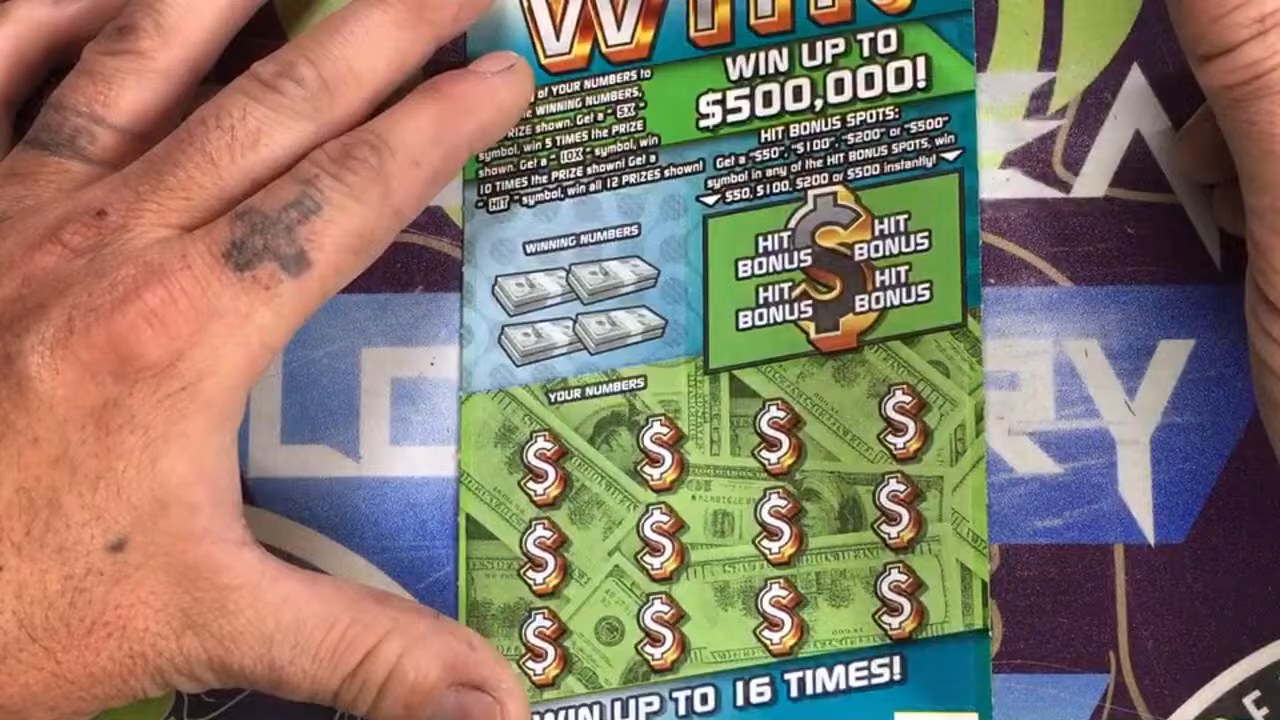 WIN UP TO
$500,000!
of YOUR NUMBERS to
WINNING NUMBERS,
PRIZE shown. Get a "5X"
symbol, win 5 TIMES the PRIZE
shown. Get a "10X" symbol, win
10 TIMES the PRIZE shown! Get a
"HIT" symbol, win all 12 PRIZES shown!
HIT BONUS SPOTS:
Get a "$50", "$100", "$200" or "$500"
symbol in any of the HIT BONUS SPOTS, win
$50, $100, $200 or $500 instantly!
WINNING NUMBERS
HIT BONUS
HIT BONUS
HIT BONUS
HIT BONUS
$
YOUR NUMBERS
$ $ $ $
$ $ $ $
$ $ $ $
WIN UP TO 16 TIMES!